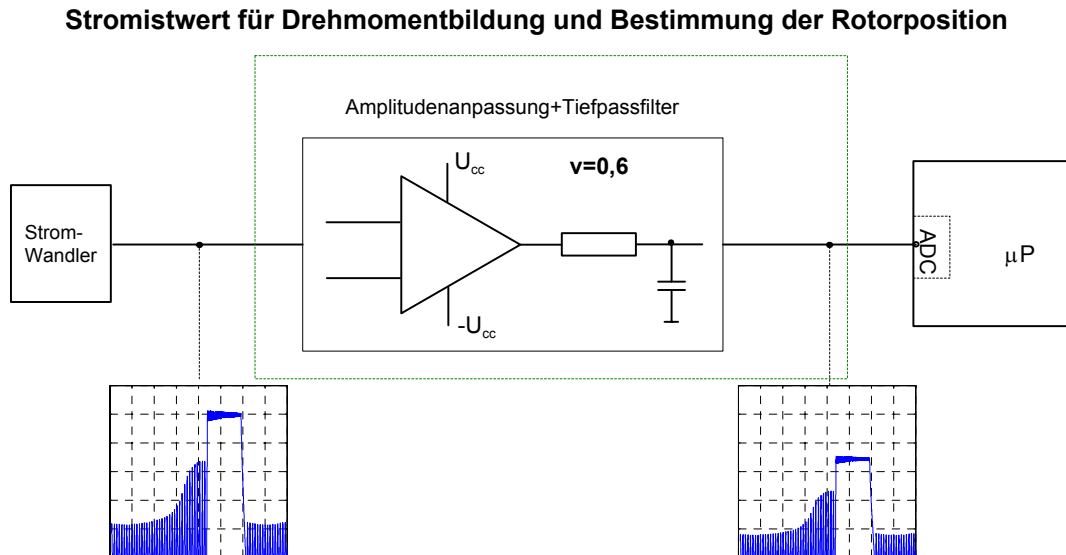 Stromistwert für Drehmomentbildung und Bestimmung der Rotorposition
Amplitudenanpassung+Tiefpassfilter
Ucc
v=0,6
Strom-
Wandler
ADC
µP
-Ucc